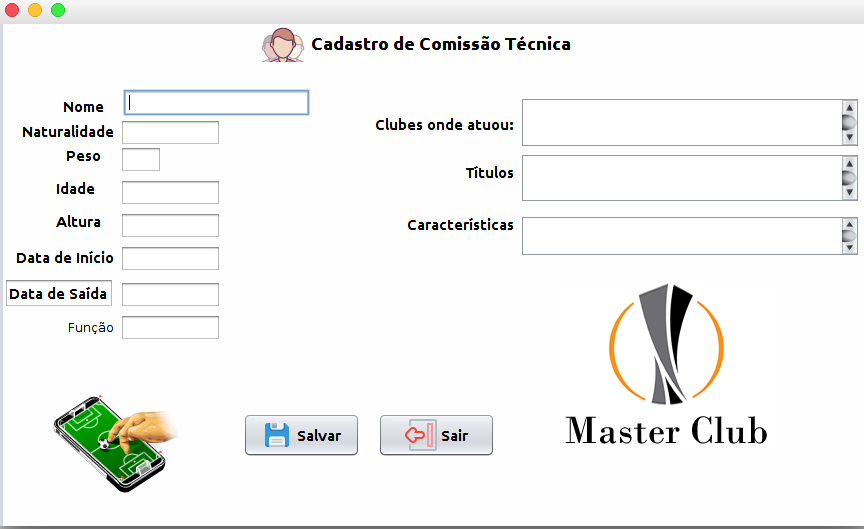 Cadastro de Comissão Técnica
Nome
Naturalidade
Peso
Idade
Altura
Data de Início
Data de Saída
Função
Clubes onde atuou:
Títulos
Características
Salvar
Sair
Master Club